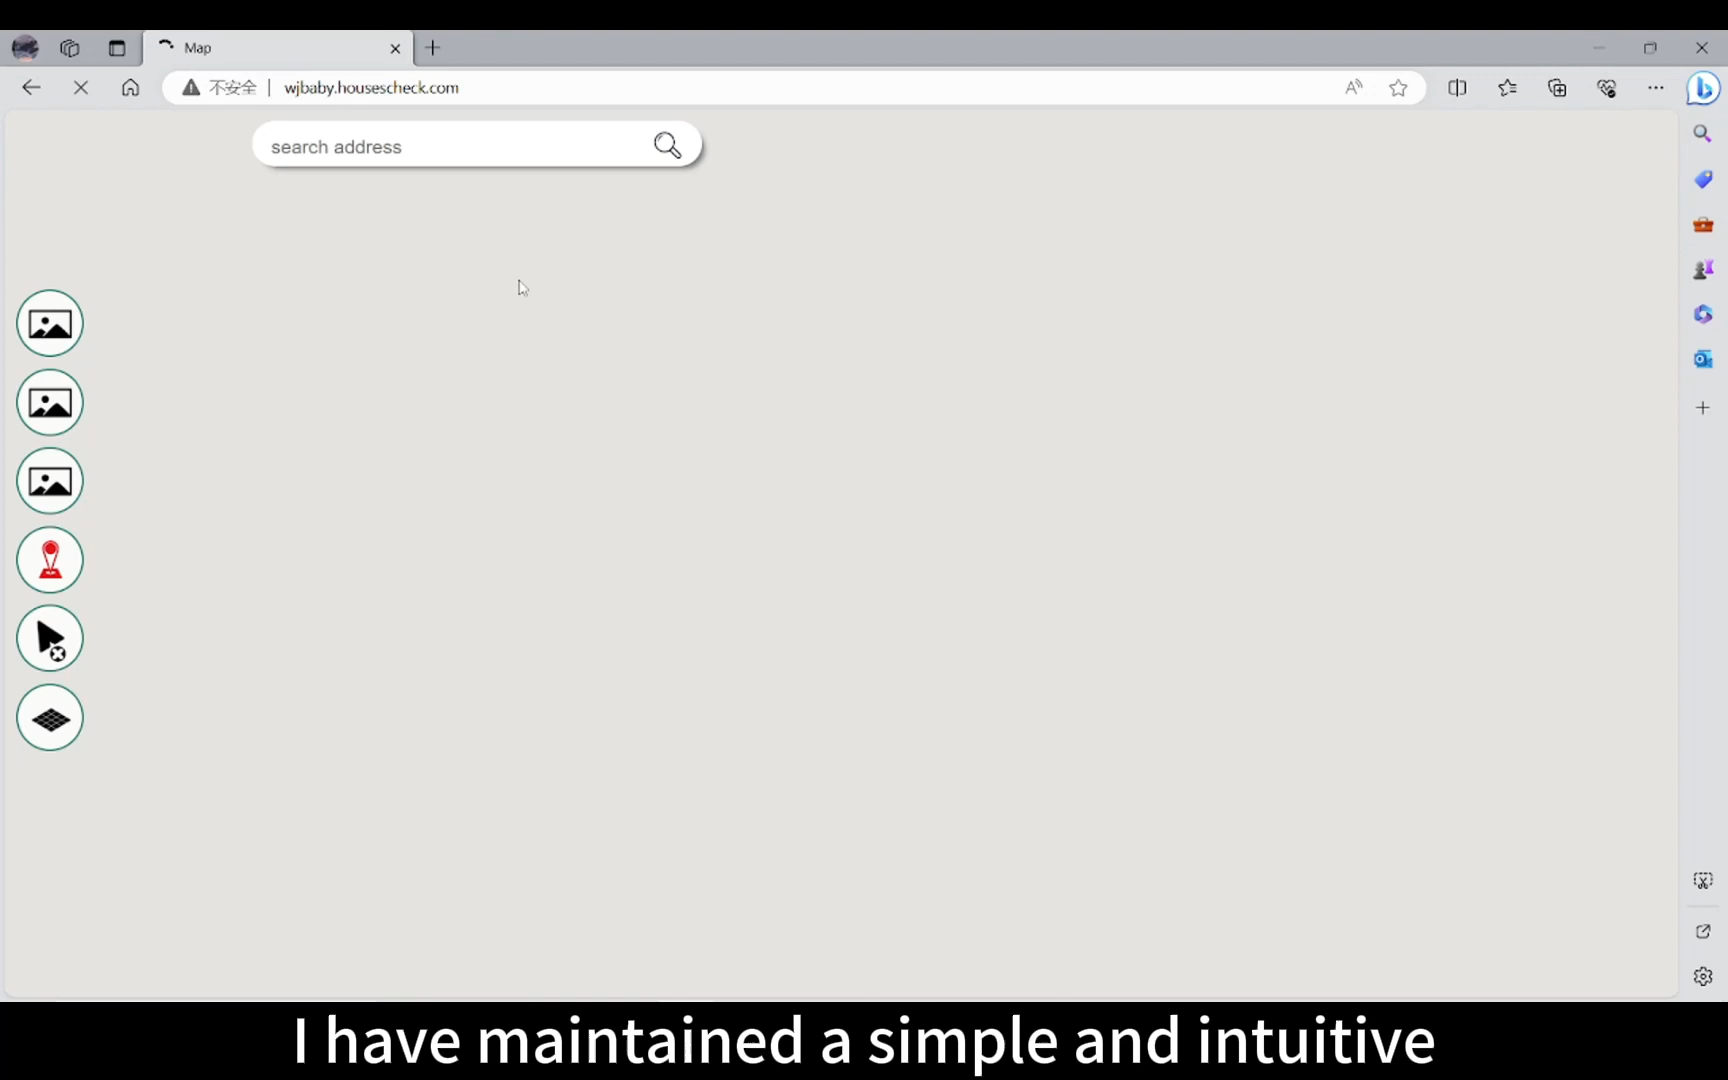 Map
不安全
wjbaby.housescheck.com
search address
I have maintained a simple and intuitive